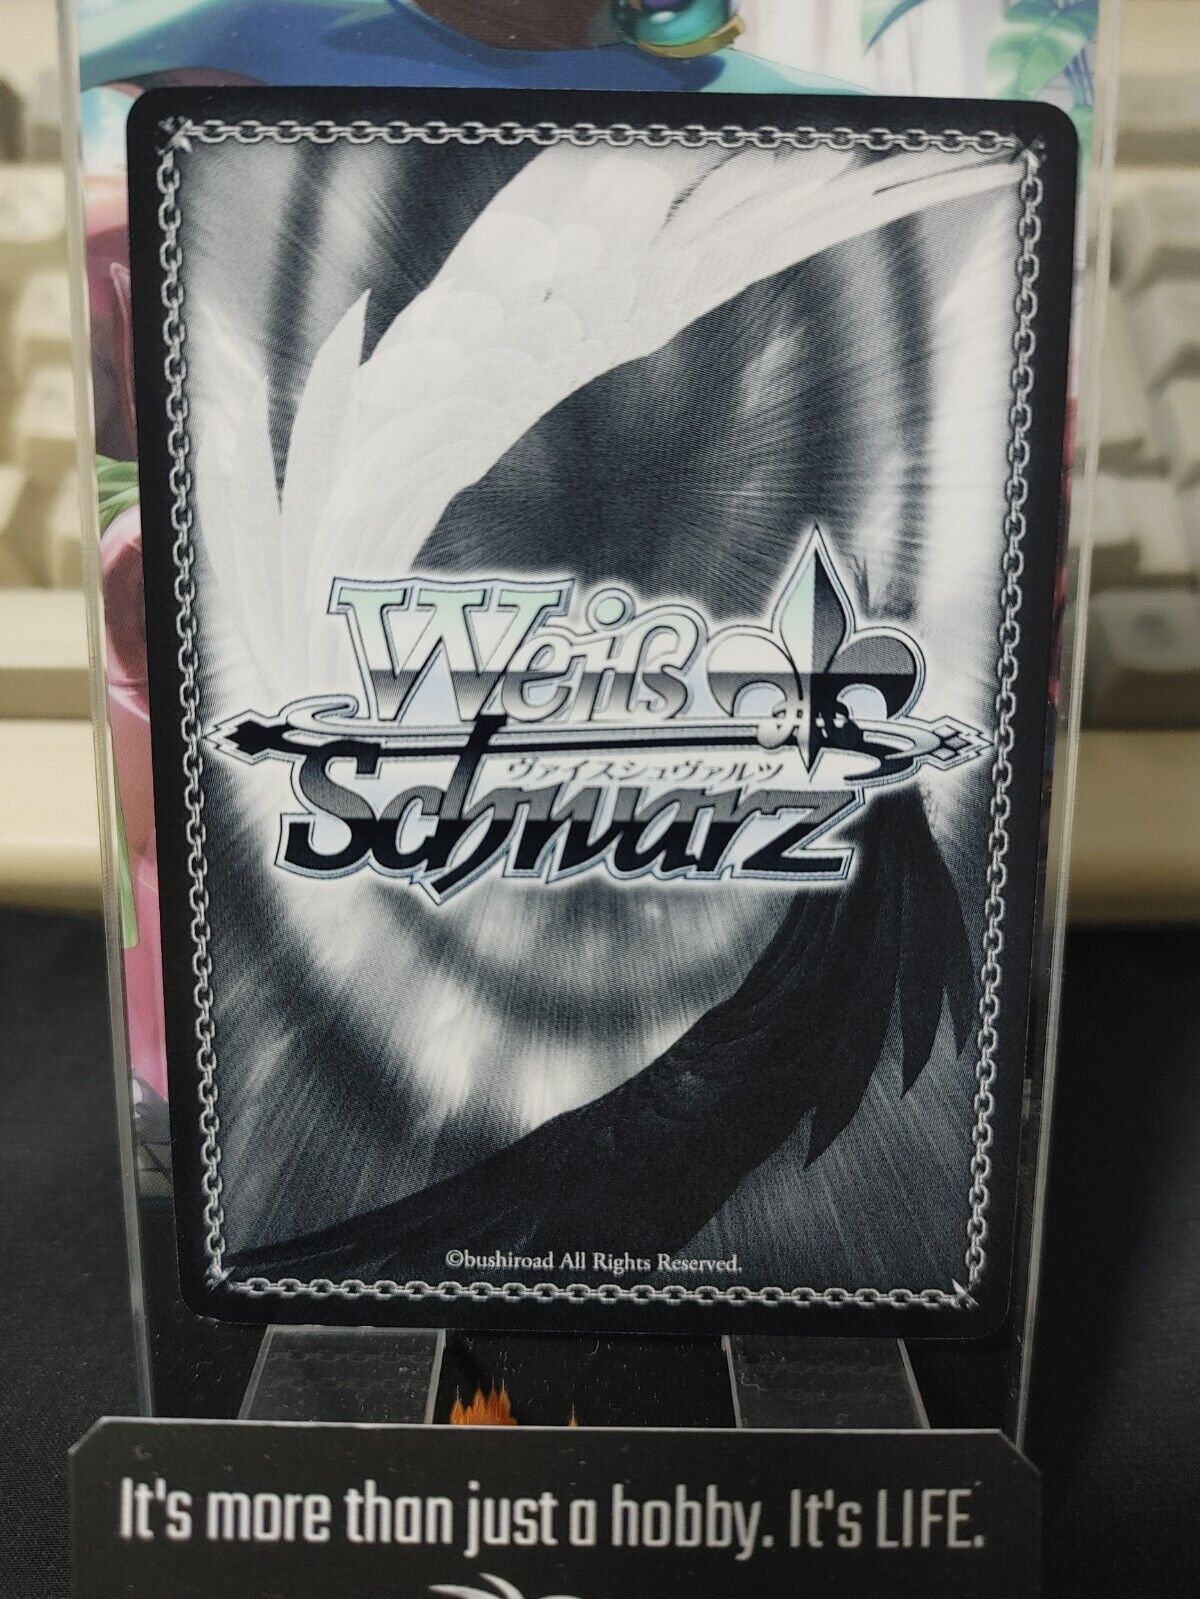 Weiß
ヴァイスシュヴァルツ
Schwarz
©bushiroad All Rights Reserved.
It's more than just a hobby. It's LIFE.